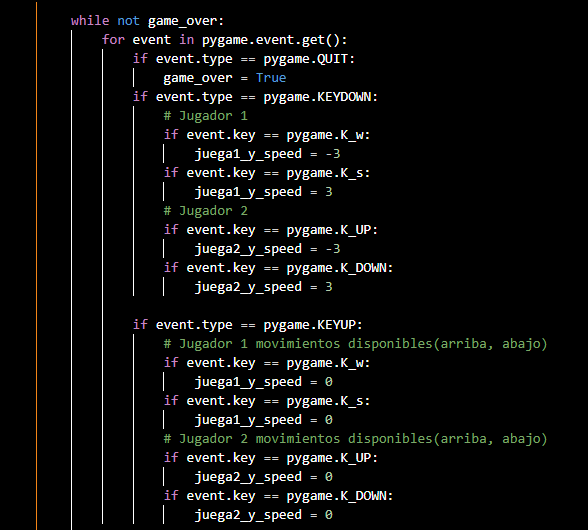 while not game_over:
for event in pygame.event.get():
if event.type == pygame.QUIT:
game_over = True
if event.type == pygame.KEYDOWN:
# Jugador 1
if event.key == pygame.K_w:
juega1_y_speed = -3
if event.key == pygame.K_s:
juega1_y_speed = 3
# Jugador 2
if event.key == pygame.K_UP:
juega2_y_speed = -3
if event.key == pygame.K_DOWN:
juega2_y_speed = 3
if event.type == pygame.KEYUP:
# Jugador 1 movimientos disponibles(arriba, abajo)
if event.key == pygame.K_w:
juega1_y_speed = 0
if event.key == pygame.K_s:
juega1_y_speed = 0
# Jugador 2 movimientos disponibles(arriba, abajo)
if event.key == pygame.K_UP:
juega2_y_speed = 0
if event.key == pygame.K_DOWN:
juega2_y_speed = 0